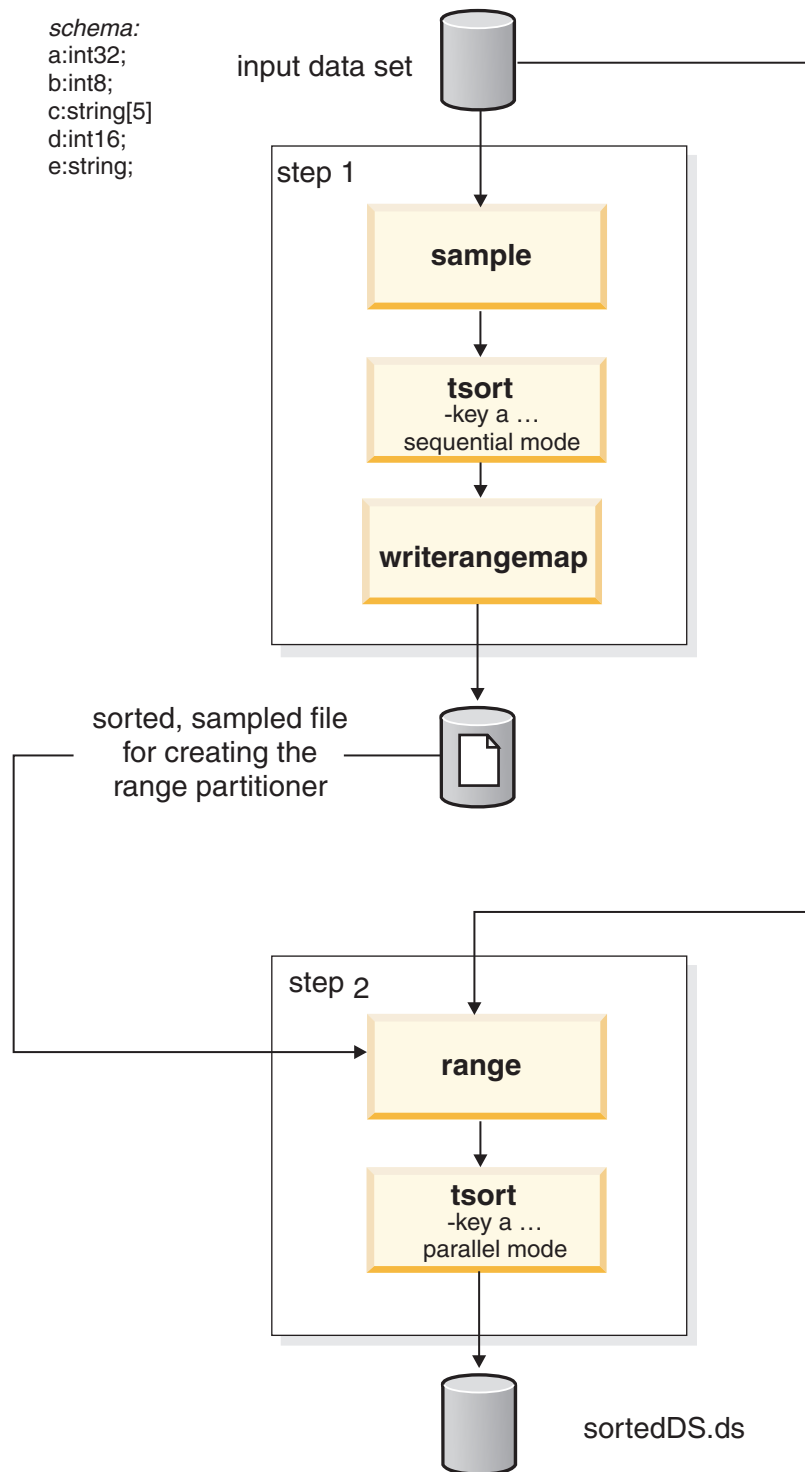 schema:
a:int32;
b:int8;
c:string[5]
d:int16;
e:string;
input data set
step 1
sample
tsort
-key a …
sequential mode
writerangemap
sorted, sampled file
for creating the
range partitioner
step 2
range
tsort
-key a …
parallel mode
sortedDS.ds